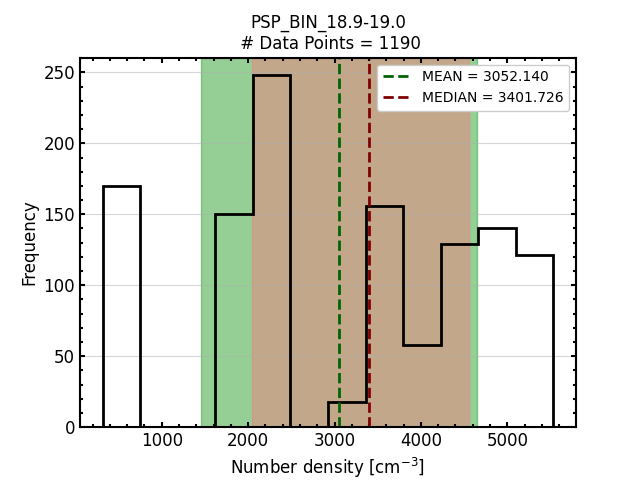 PSP_BIN_18.9-19.0
# Data Points = 1190
MEAN = 3052.140
MEDIAN = 3401.726
Frequency
250
200
150
100
50
0
1000 2000 3000 4000 5000
Number density [cm⁻³]